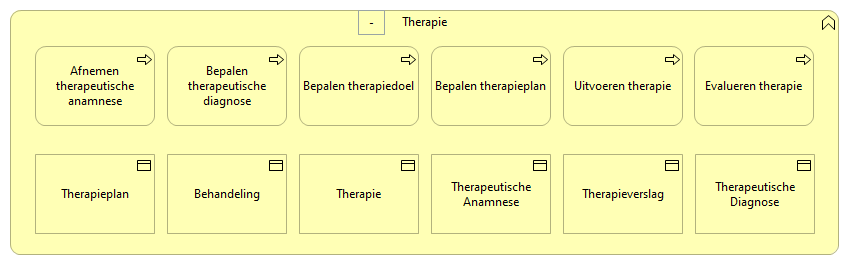 - Therapie
Afnemen
therapeutische
anamnese
Bepalen
therapeutische
diagnose
Bepalen therapiedoel
Bepalen therapieplan
Uitvoeren therapie
Evalueren therapie
Therapieplan
Behandeling
Therapie
Therapeutische
Anamnese
Therapieverslag
Therapeutische
Diagnose